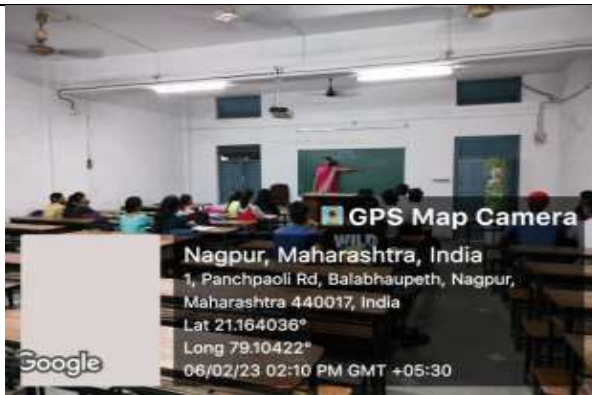 GPS Map Camera
WILD
Nagpur, Maharashtra, India
1, Panchpaoli Rd, Balabhaupeth, Nagpur,
Maharashtra 440017, India
Lat 21.164036°
Long 79.10422°
06/02/23 02:10 PM GMT +05:30
Google